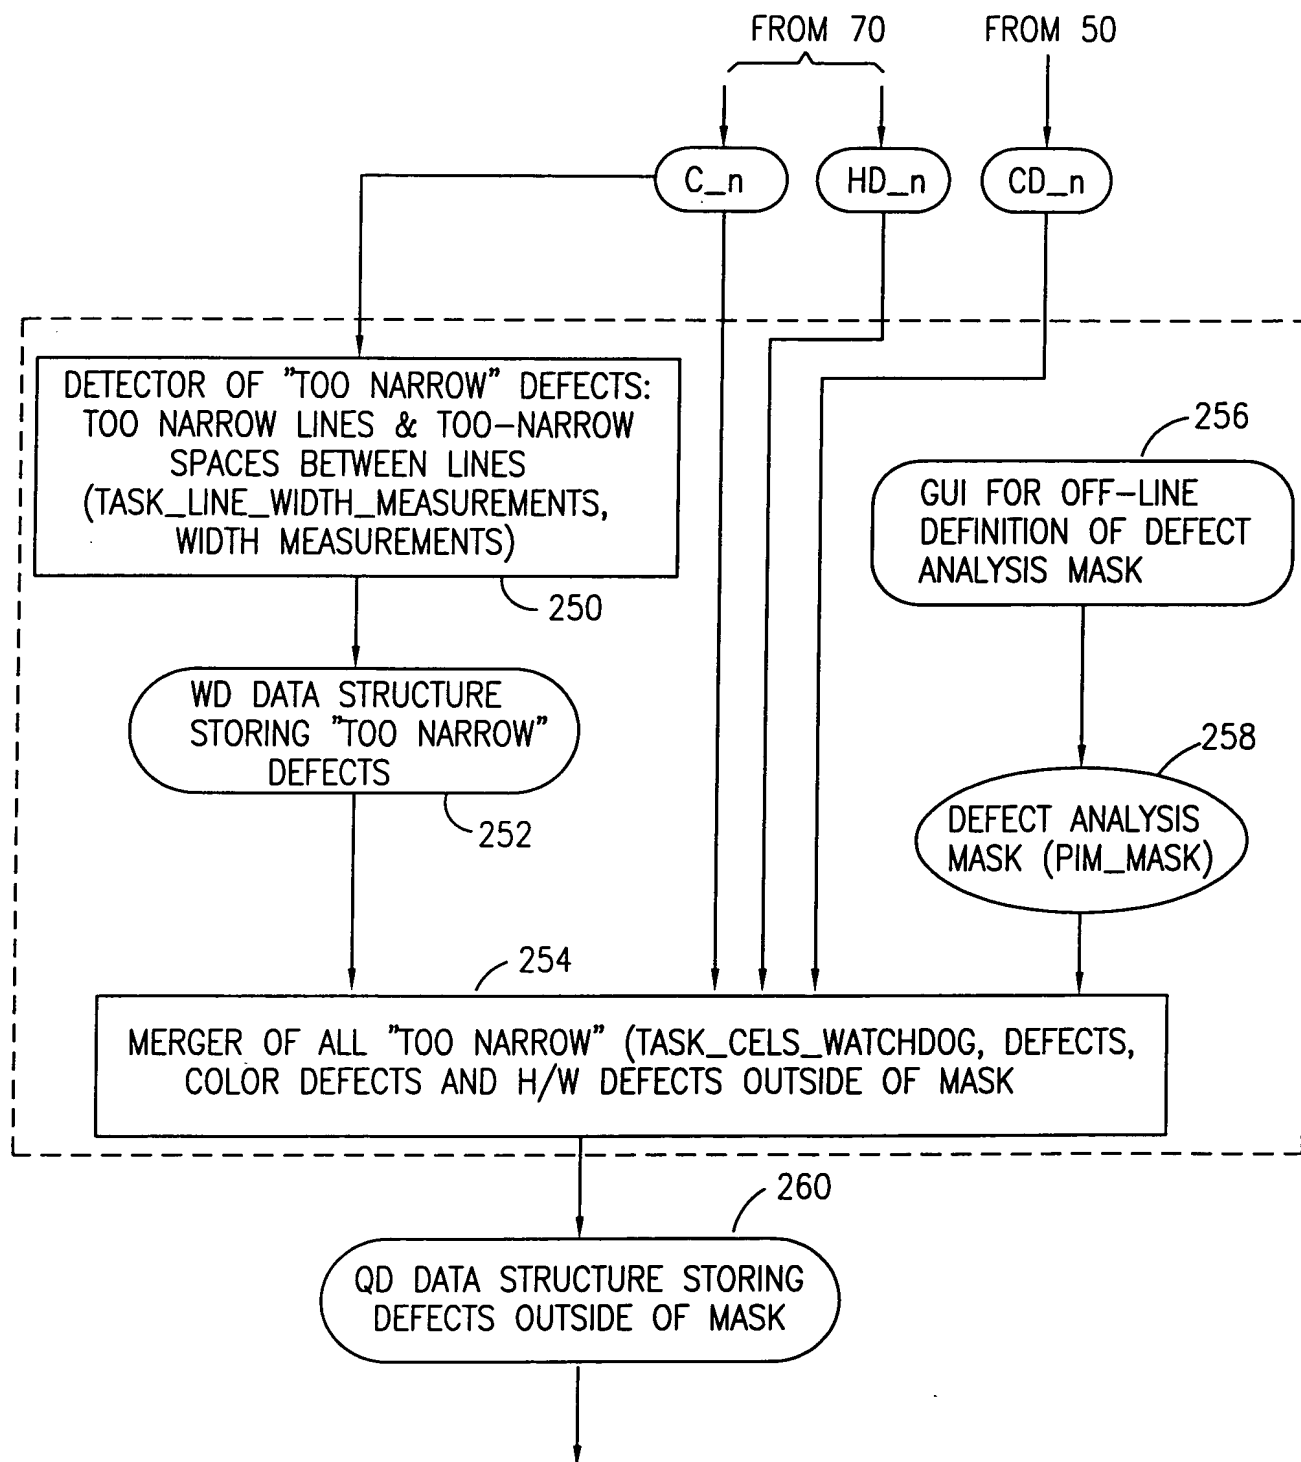 FROM 70
FROM 50
C_n
HD_n
CD_n
DETECTOR OF "TOO NARROW" DEFECTS:
TOO NARROW LINES & TOO-NARROW
SPACES BETWEEN LINES
(TASK_LINE_WIDTH_MEASUREMENTS,
WIDTH MEASUREMENTS)
250
256
GUI FOR OFF-LINE
DEFINITION OF DEFECT
ANALYSIS MASK
WD DATA STRUCTURE
STORING "TOO NARROW"
DEFECTS
252
258
DEFECT ANALYSIS
MASK (PIM_MASK)
254
MERGER OF ALL "TOO NARROW" (TASK_CELS_WATCHDOG, DEFECTS,
COLOR DEFECTS AND H/W DEFECTS OUTSIDE OF MASK
260
QD DATA STRUCTURE STORING
DEFECTS OUTSIDE OF MASK